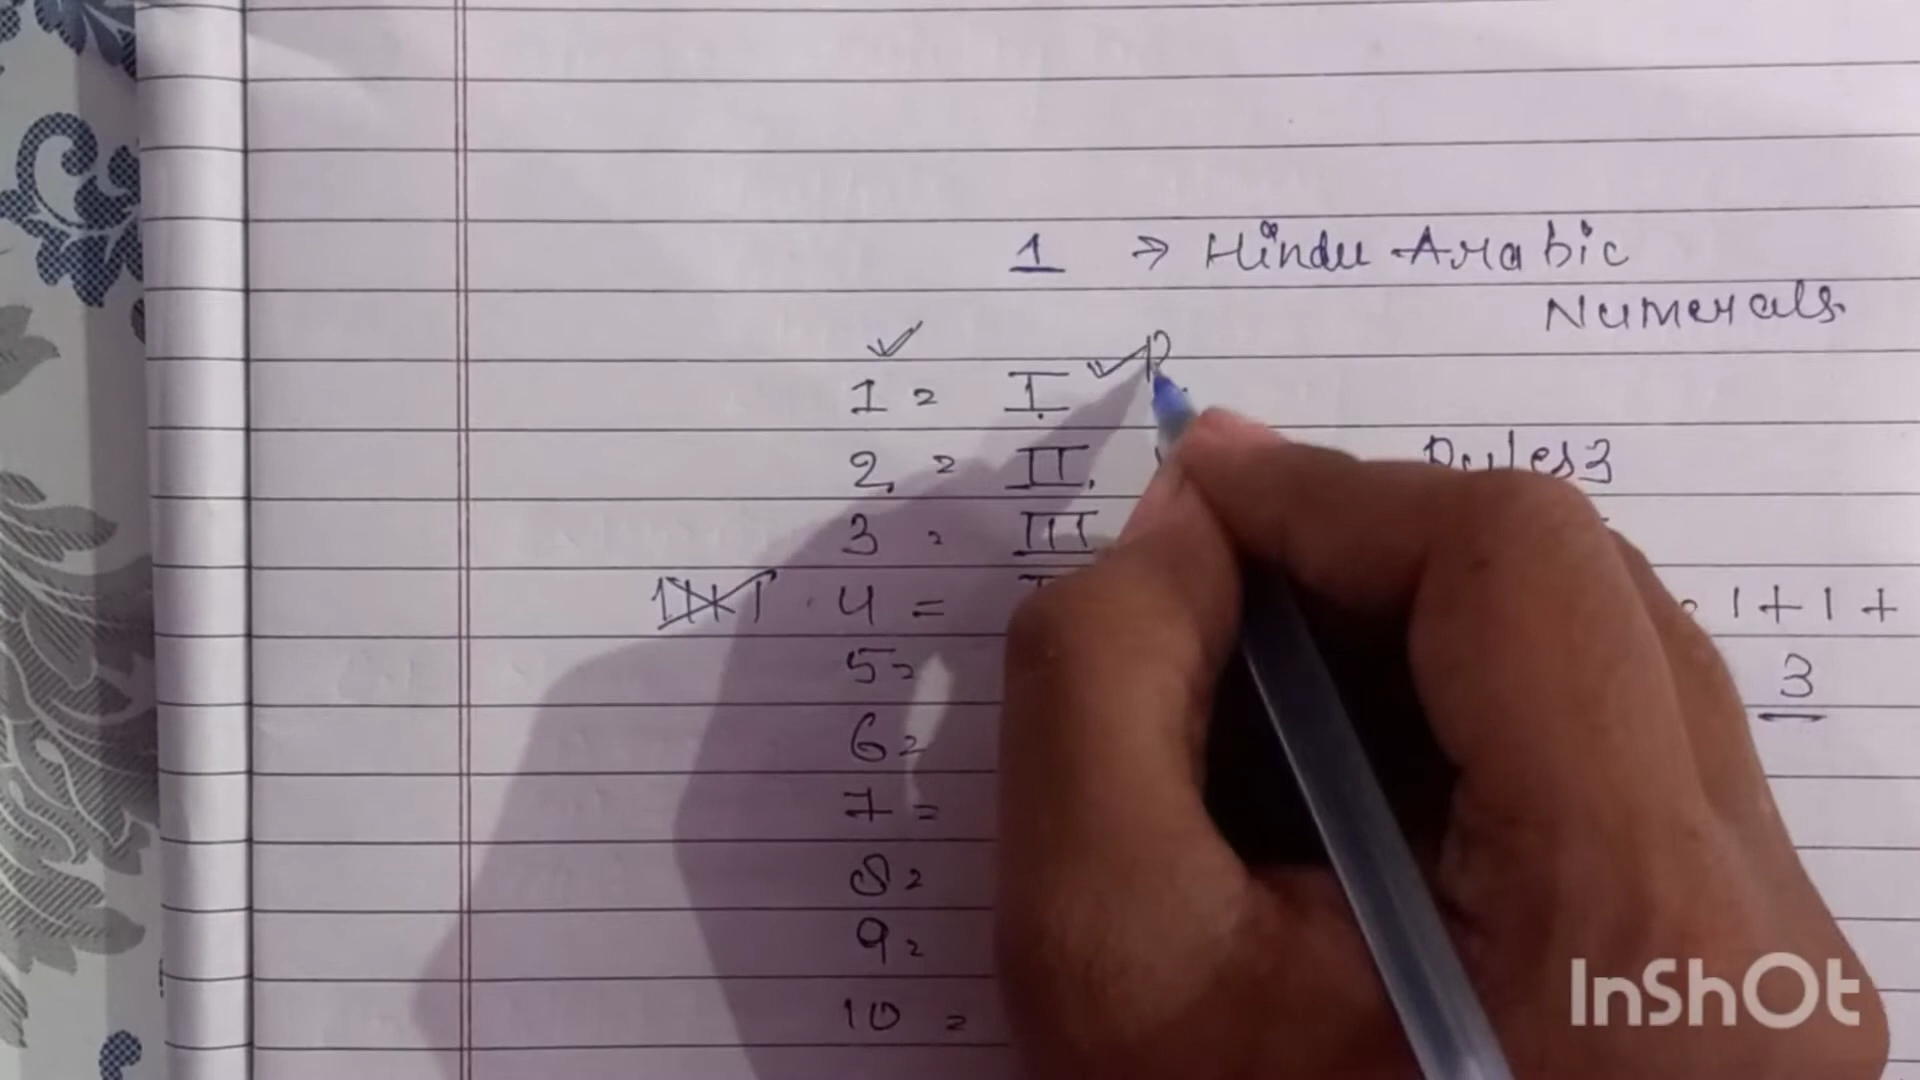 1 → Hindu Arabic
Numerals
1 = I R
2 = II Rules3
3 = III
4 = 1+1+
5 = 3
6 =
7 =
8 =
9 =
10 =
InShOt